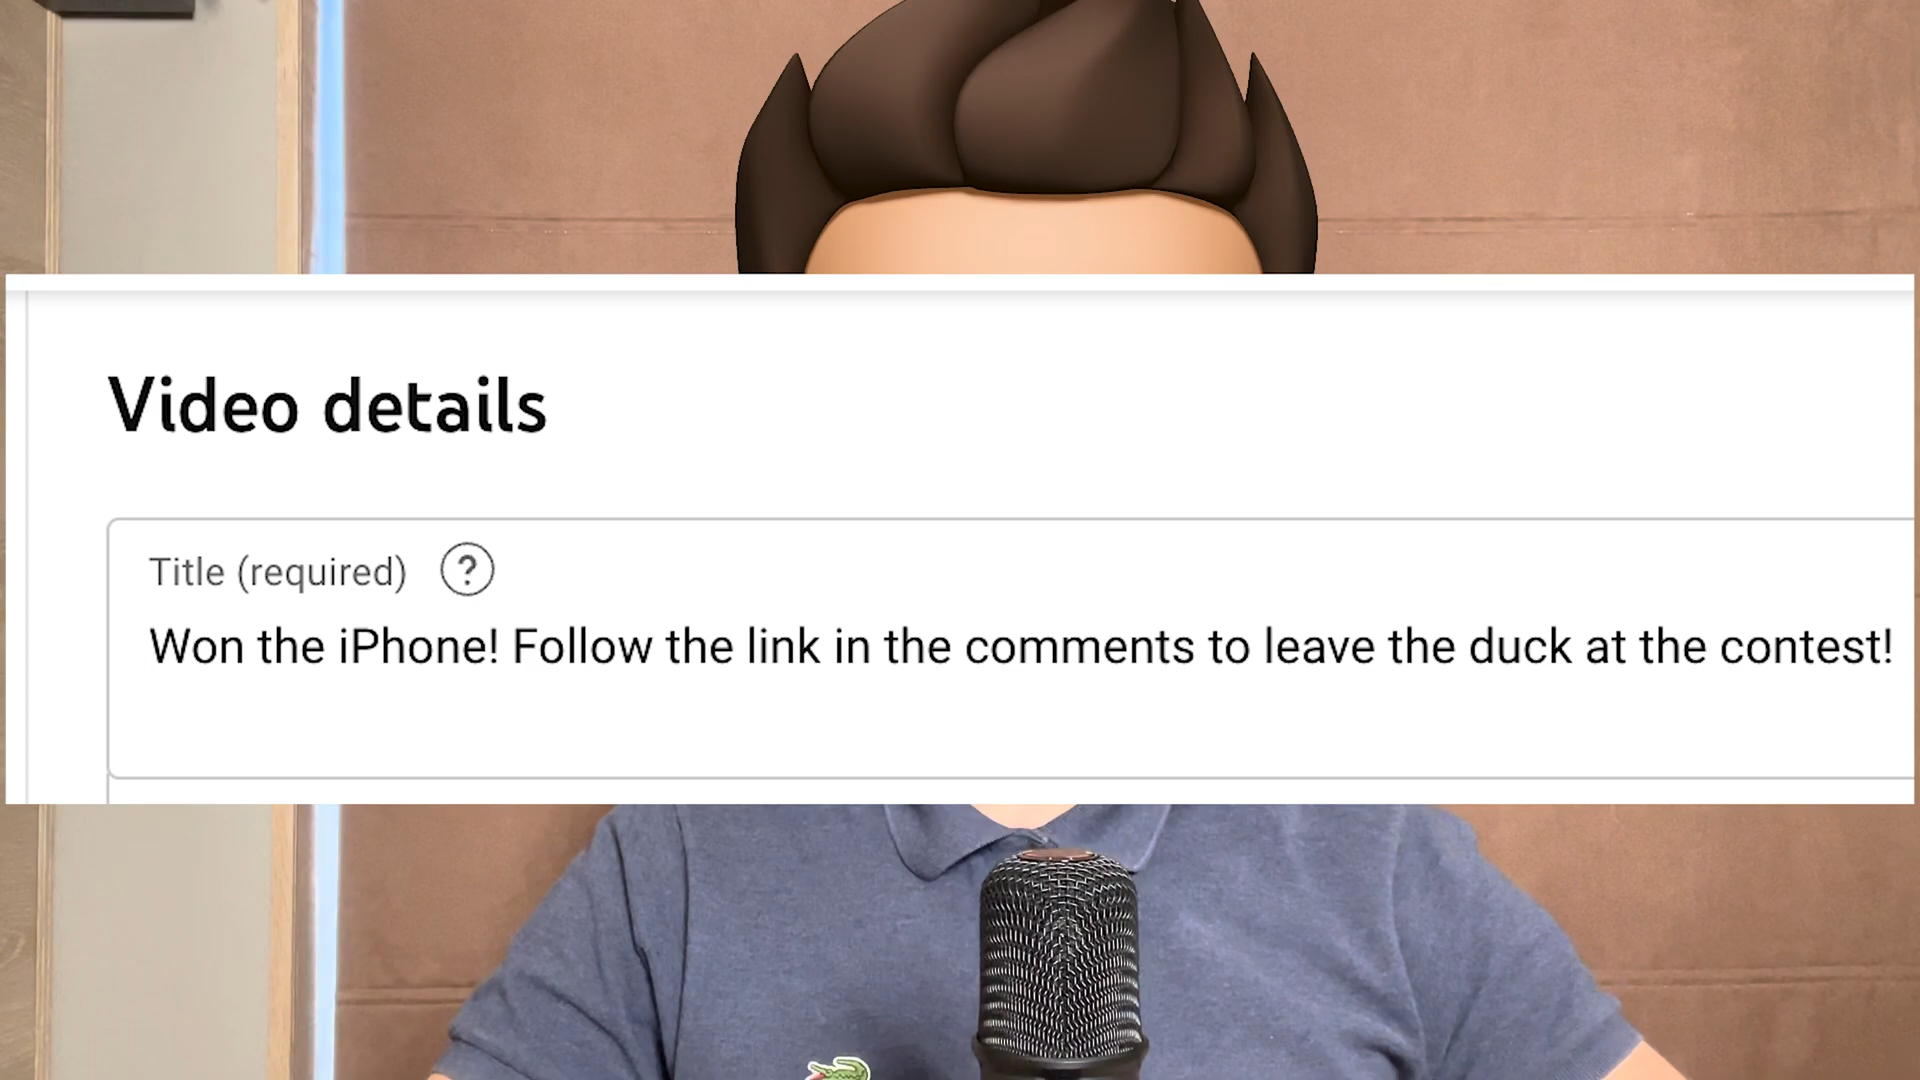 Video details
Title (required) ?
Won the iPhone! Follow the link in the comments to leave the duck at the contest!